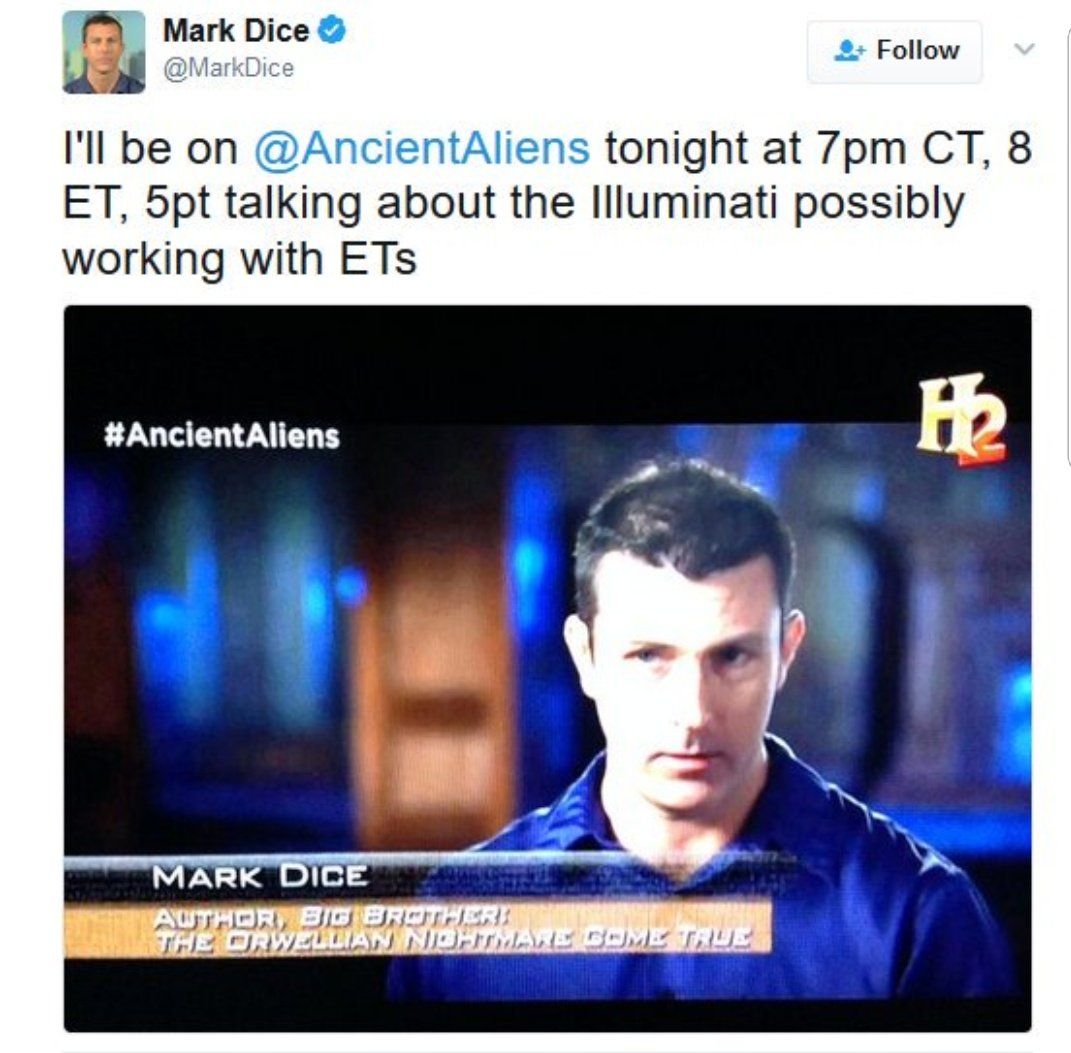 Mark Dice
@MarkDice
Follow
I'll be on @AncientAliens tonight at 7pm CT, 8
ET, 5pt talking about the Illuminati possibly
working with ETs
#AncientAliens
H2
MARK DICE
AUTHOR, BIG BROTHER:
THE ORWELLIAN NIGHTMARE COME TRUE